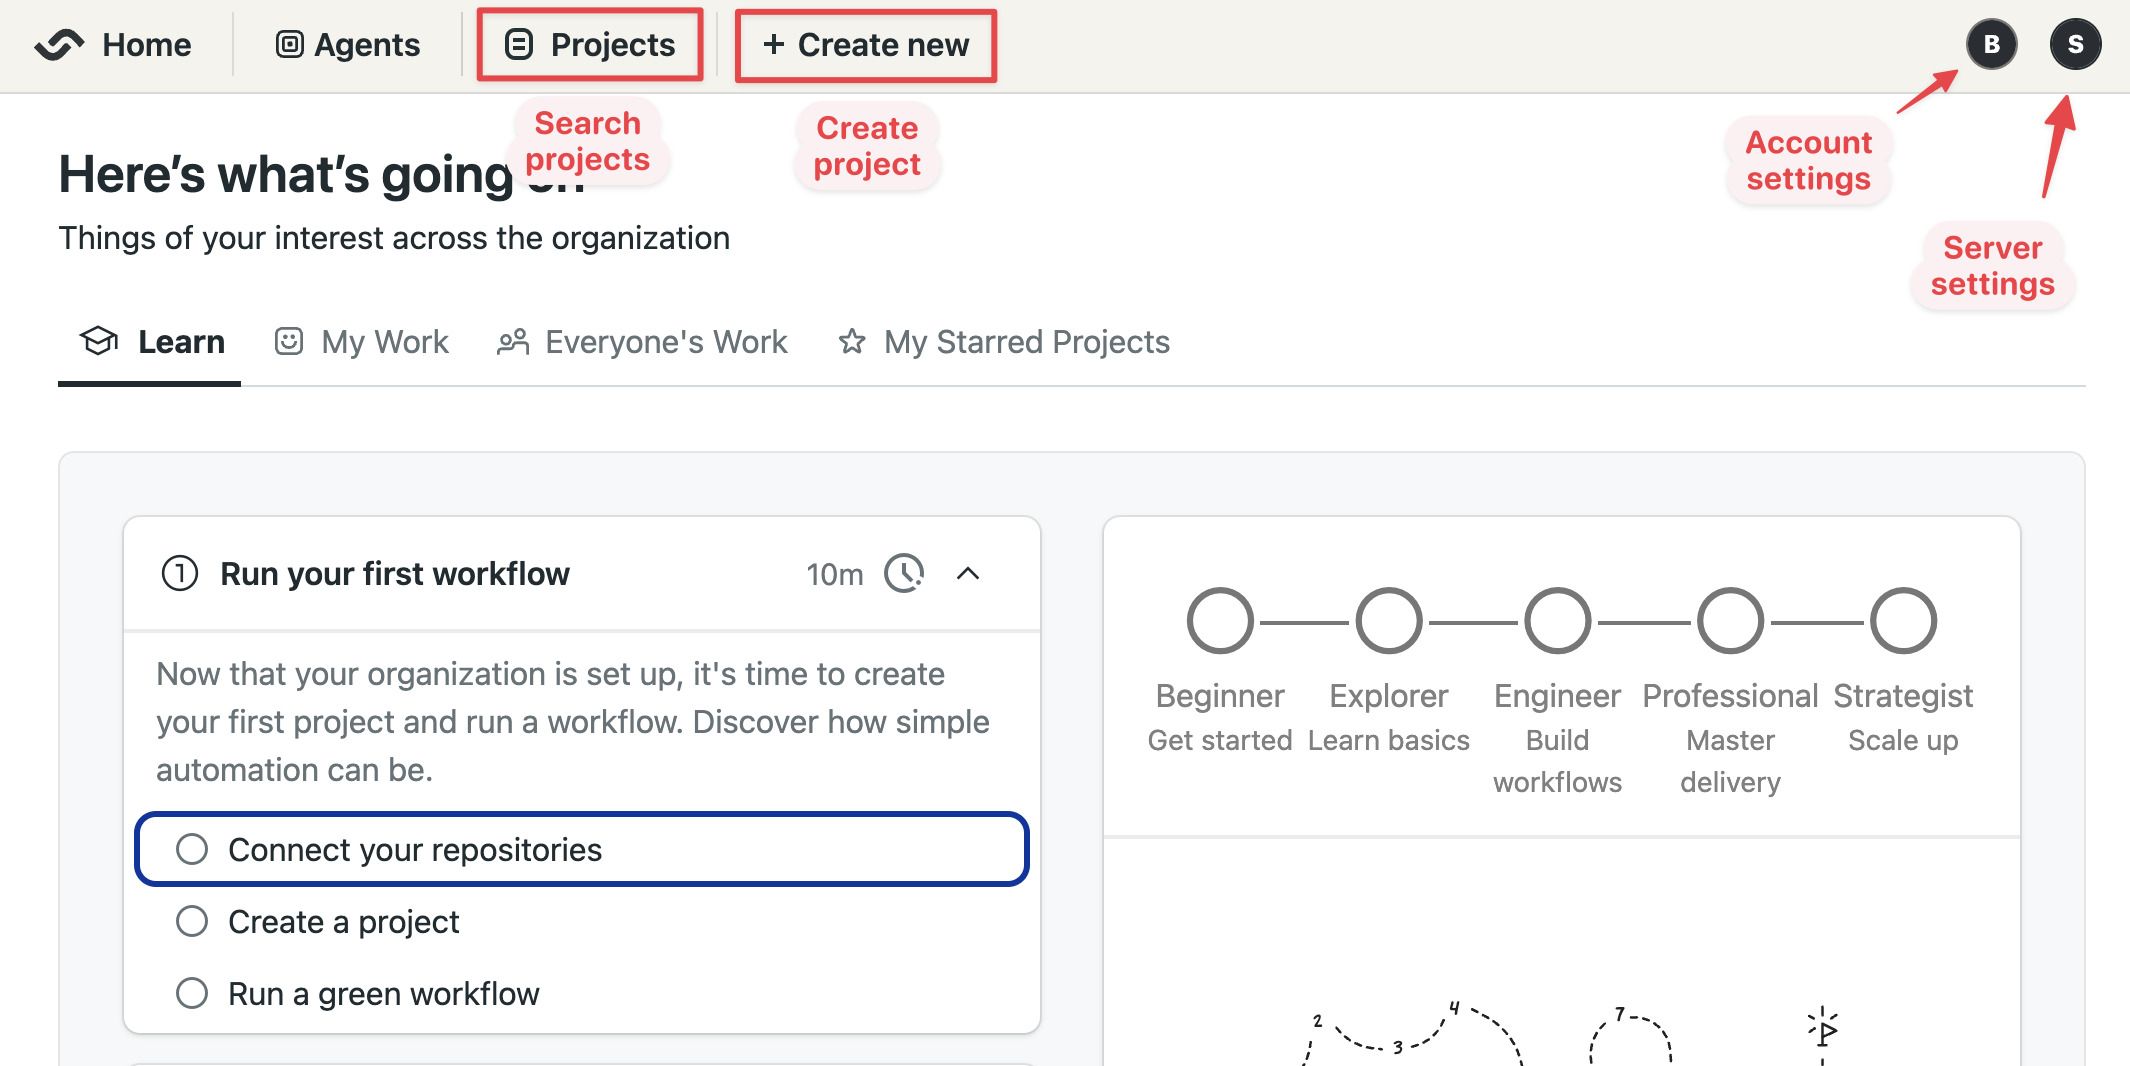 Home
Agents
Projects
+ Create new
B
S
Search
projects
Create
project
Account
settings
Server
settings
Here's what's going on
Things of your interest across the organization
Learn
My Work
Everyone's Work
My Starred Projects
1
Run your first workflow
10m
Now that your organization is set up, it's time to create
your first project and run a workflow. Discover how simple
automation can be.
Connect your repositories
Create a project
Run a green workflow
Beginner
Get started
Explorer
Learn basics
Engineer
Build
workflows
Professional
Master
delivery
Strategist
Scale up
2
3
4
7